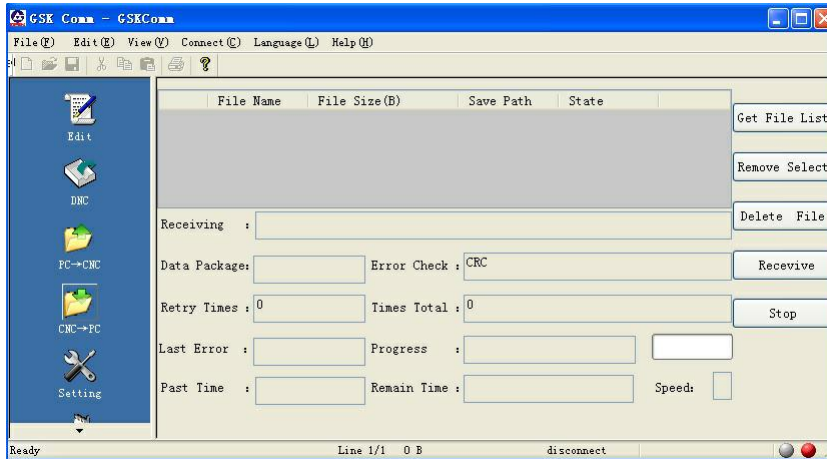 GSK Comm - GSKComm
File(F) Edit(E) View(V) Connect(C) Language(L) Help(H)
File Name File Size(B) Save Path State
Get File List
Edit
Remove Select
DNC
Delete File
Receiving :
PC→CNC
Data Package: Error Check : CRC
Recevive
Retry Times : 0 Times Total : 0
Stop
CNC→PC
Last Error : Progress :
Setting
Past Time : Remain Time : Speed:
Ready Line 1/1 0 B disconnect